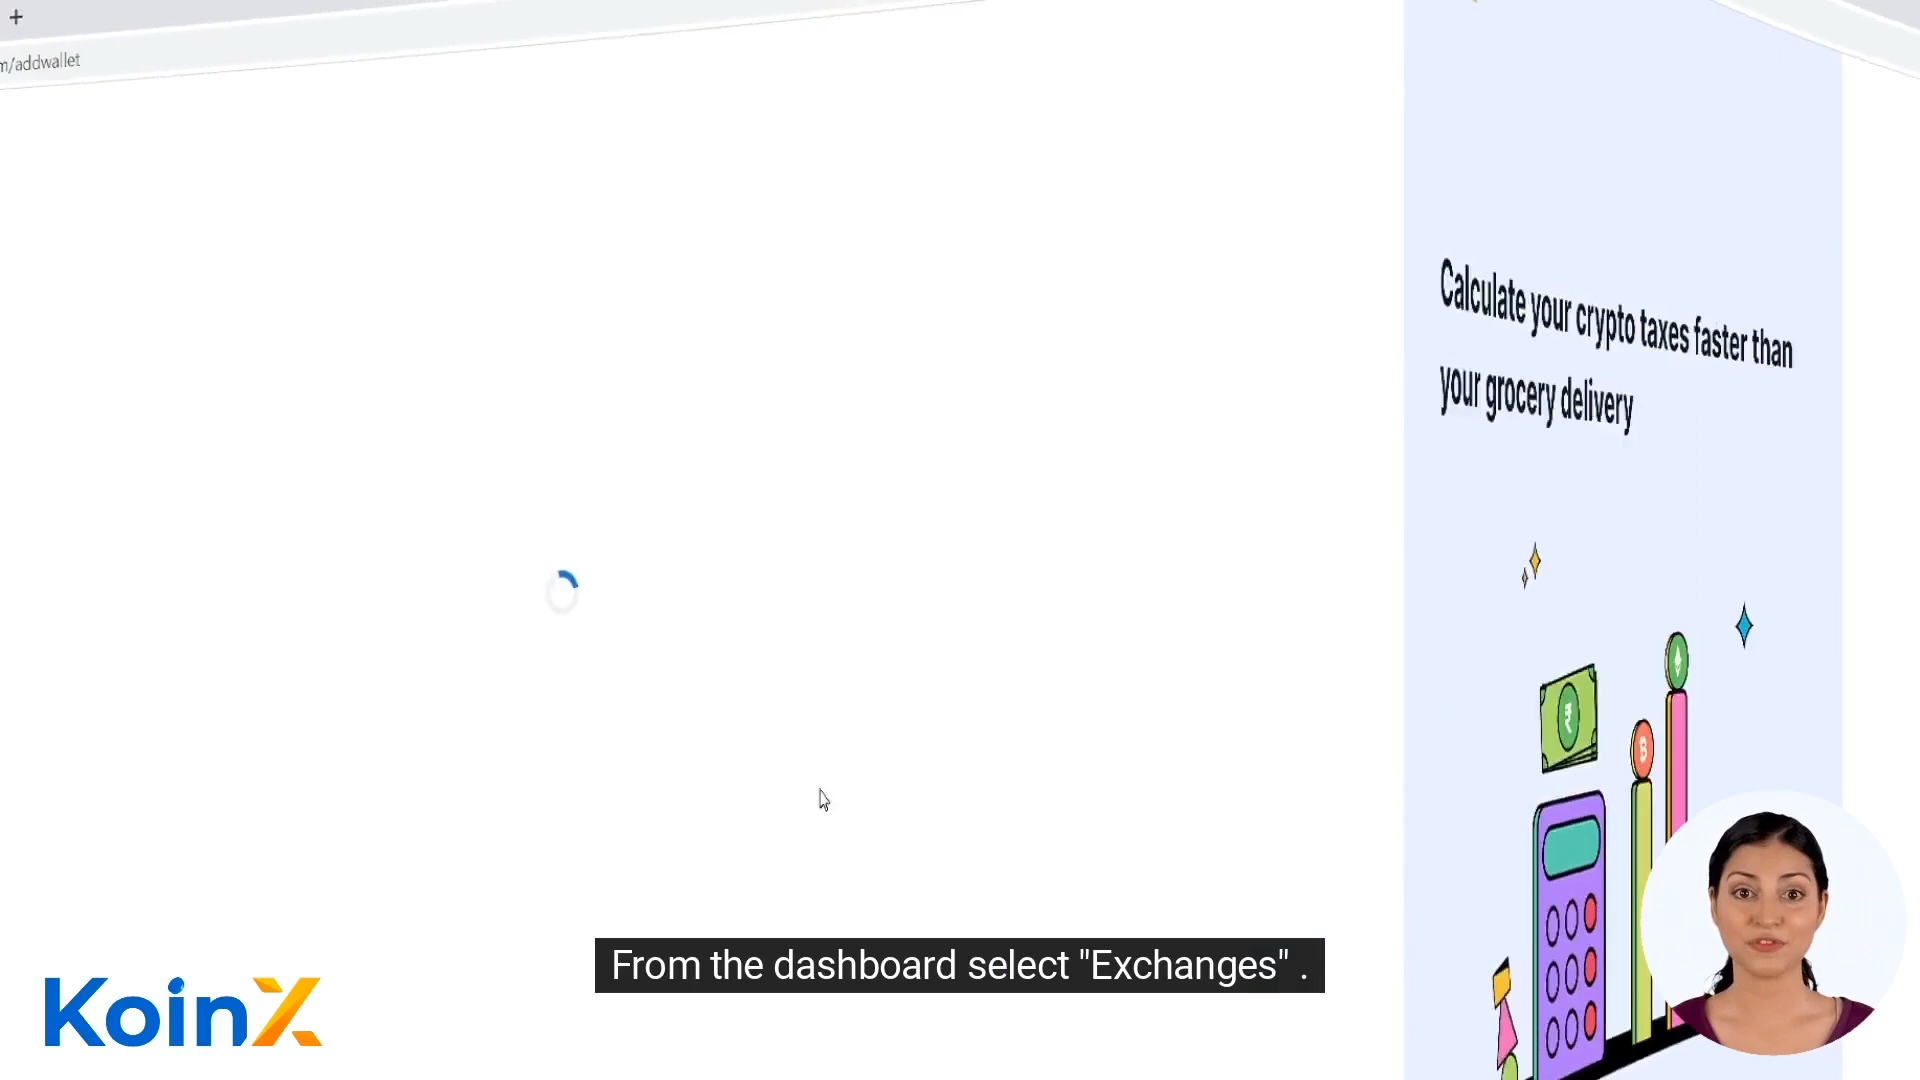 +
m/addwallet
Calculate your crypto taxes faster than
your grocery delivery
₹
B
From the dashboard select "Exchanges" .
KoinX